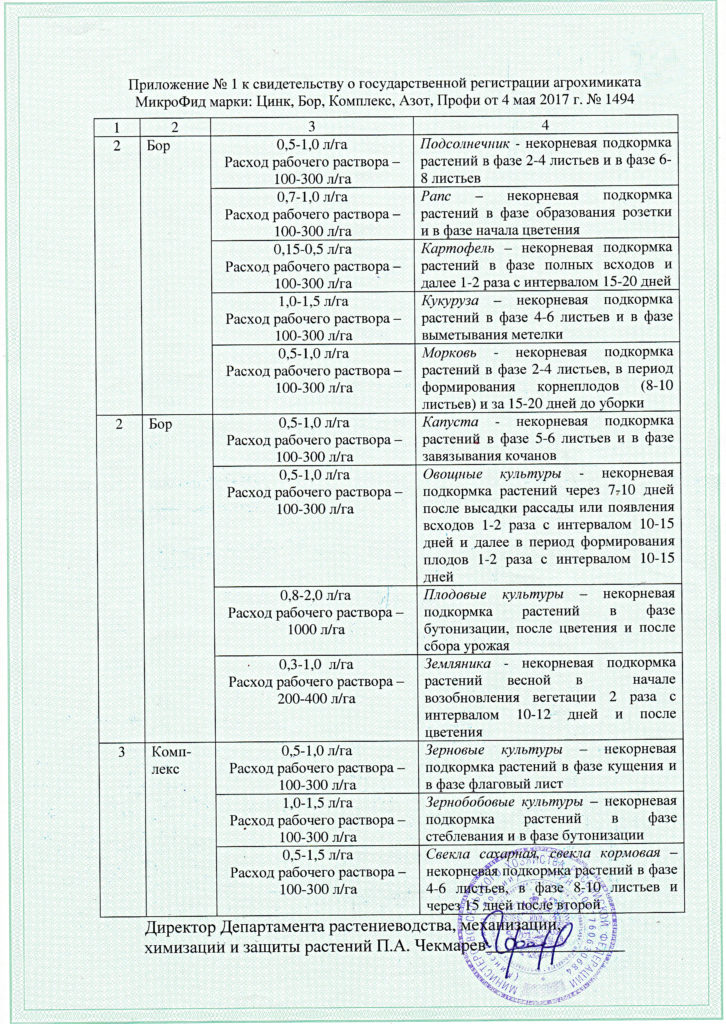 Приложение № 1 к свидетельству о государственной регистрации агрохимиката
МикроФид марки: Цинк, Бор, Комплекс, Азот, Профи от 4 мая 2017 г. № 1494
1 2 3 4
2 Бор
0,5-1,0 л/га
Расход рабочего раствора –
100-300 л/га
Подсолнечник - некорневая подкормка
растений в фазе 2-4 листьев и в фазе 6-
8 листьев
0,7-1,0 л/га
Расход рабочего раствора –
100-300 л/га
Рапс – некорневая подкормка
растений в фазе образования розетки
и в фазе начала цветения
0,15-0,5 л/га
Расход рабочего раствора –
100-300 л/га
Картофель – некорневая подкормка
растений в фазе полных всходов и
далее 1-2 раза с интервалом 15-20 дней
1,0-1,5 л/га
Расход рабочего раствора –
100-300 л/га
Кукуруза – некорневая подкормка
растений в фазе 4-6 листьев и в фазе
выметывания метелки
0,5-1,0 л/га
Расход рабочего раствора –
100-300 л/га
Морковь - некорневая подкормка
растений в фазе 2-4 листьев, в период
формирования корнеплодов (8-10
листьев) и за 15-20 дней до уборки
2 Бор
0,5-1,0 л/га
Расход рабочего раствора –
100-300 л/га
Капуста - некорневая подкормка
растений в фазе 5-6 листьев и в фазе
завязывания кочанов
0,5-1,0 л/га
Расход рабочего раствора –
100-300 л/га
Овощные культуры - некорневая
подкормка растений через 7-10 дней
после высадки рассады или появления
всходов 1-2 раза с интервалом 10-15
дней и далее в период формирования
плодов 1-2 раза с интервалом 10-15
дней
0,8-2,0 л/га
Расход рабочего раствора –
1000 л/га
Плодовые культуры – некорневая
подкормка растений в фазе
бутонизации, после цветения и после
сбора урожая
0,3-1,0 л/га
Расход рабочего раствора –
200-400 л/га
Земляника - некорневая подкормка
растений весной в начале
возобновления вегетации 2 раза с
интервалом 10-12 дней и после
цветения
3 Комп-
лекс
0,5-1,0 л/га
Расход рабочего раствора –
100-300 л/га
Зерновые культуры – некорневая
подкормка растений в фазе кущения и
в фазе флаговый лист
1,0-1,5 л/га
Расход рабочего раствора –
100-300 л/га
Зернобобовые культуры – некорневая
подкормка растений в фазе
стеблевания и в фазе бутонизации
0,5-1,5 л/га
Расход рабочего раствора –
100-300 л/га
Свекла сахарная, свекла кормовая –
некорневая подкормка растений в фазе
4-6 листьев, в фазе 8-10 листьев и
через 15 дней после второй
Директор Департамента растениеводства, механизации,
химизации и защиты растений П.А. Чекмарев